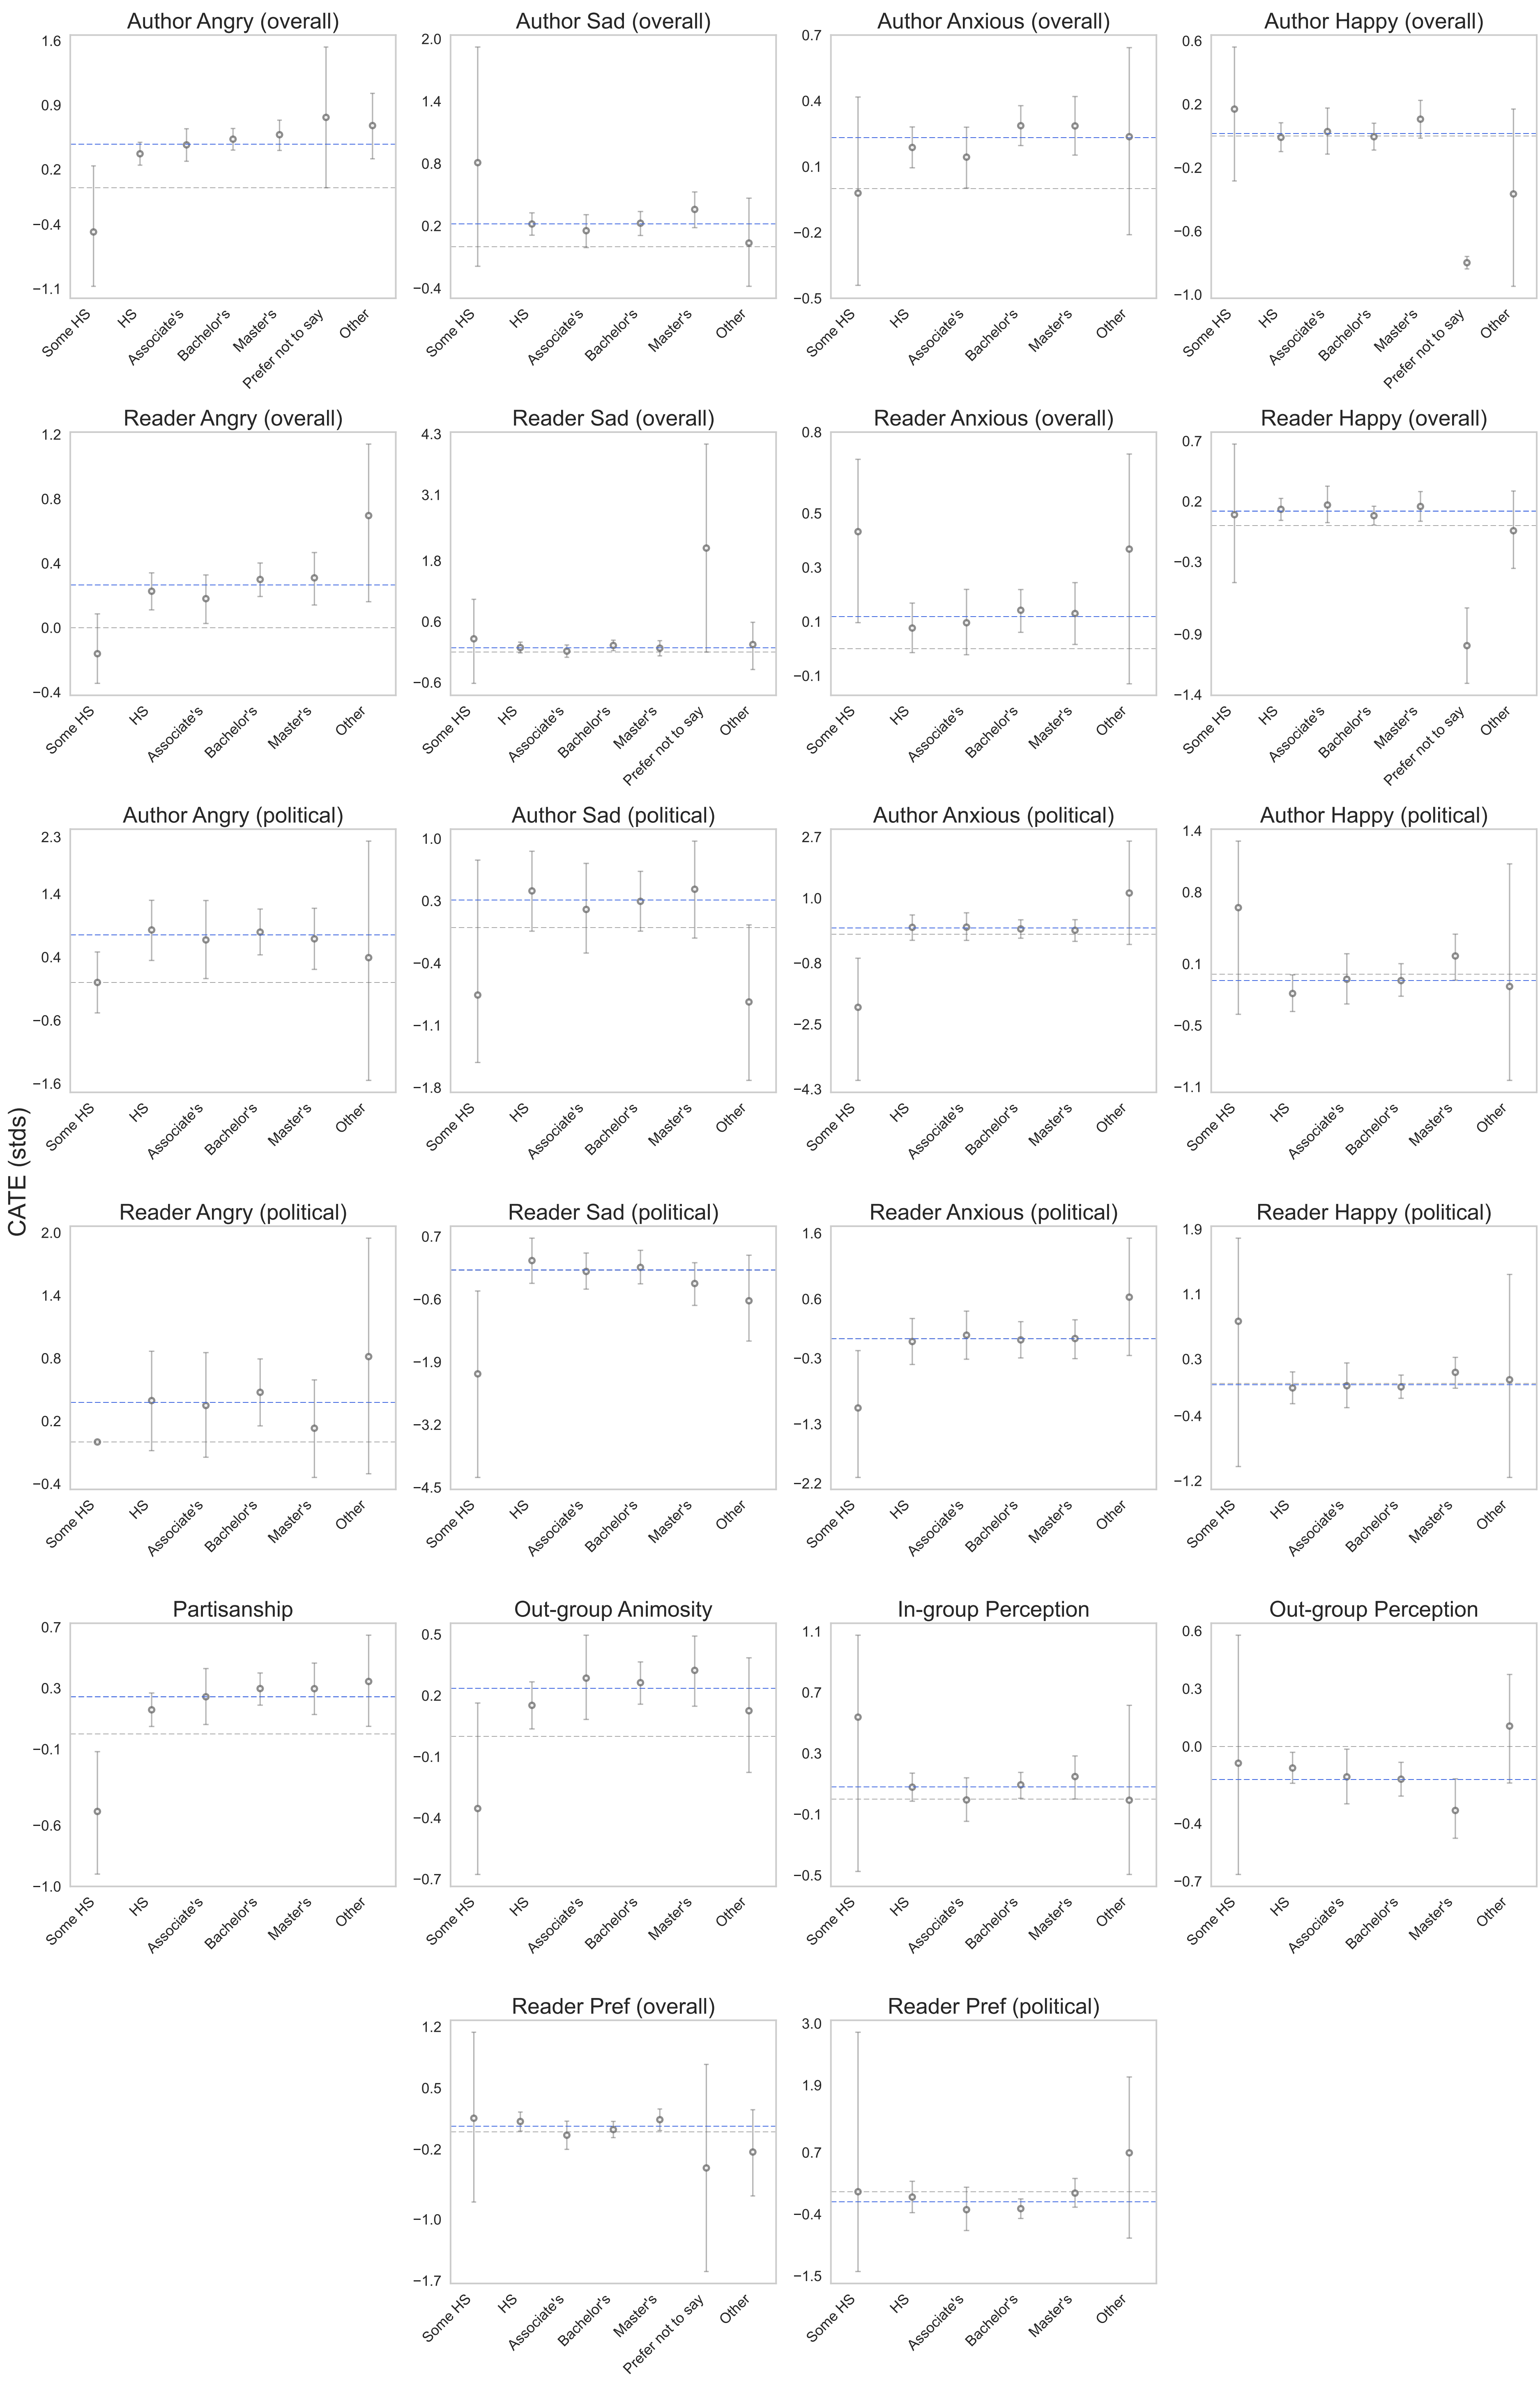 Author Angry (overall)
1.6
0.9
0.2
−0.4
−1.1
Some HS
HS
Associate's
Bachelor's
Master's
Prefer not to say
Other
Author Sad (overall)
2.0
1.4
0.8
0.2
−0.4
Some HS
HS
Associate's
Bachelor's
Master's
Other
Author Anxious (overall)
0.7
0.4
0.1
−0.2
−0.5
Some HS
HS
Associate's
Bachelor's
Master's
Other
Author Happy (overall)
0.6
0.2
−0.2
−0.6
−1.0
Some HS
HS
Associate's
Bachelor's
Master's
Prefer not to say
Other
Reader Angry (overall)
1.2
0.8
0.4
0.0
−0.4
Some HS
HS
Associate's
Bachelor's
Master's
Other
Reader Sad (overall)
4.3
3.1
1.8
0.6
−0.6
Some HS
HS
Associate's
Bachelor's
Master's
Prefer not to say
Other
Reader Anxious (overall)
0.8
0.5
0.3
0.1
−0.1
Some HS
HS
Associate's
Bachelor's
Master's
Other
Reader Happy (overall)
0.7
0.2
−0.3
−0.9
−1.4
Some HS
HS
Associate's
Bachelor's
Master's
Prefer not to say
Other
CATE (stds)
Author Angry (political)
2.3
1.4
0.4
−0.6
−1.6
Some HS
HS
Associate's
Bachelor's
Master's
Other
Author Sad (political)
1.0
0.3
−0.4
−1.1
−1.8
Some HS
HS
Associate's
Bachelor's
Master's
Other
Author Anxious (political)
2.7
1.0
−0.8
−2.5
−4.3
Some HS
HS
Associate's
Bachelor's
Master's
Other
Author Happy (political)
1.4
0.8
0.1
−0.5
−1.1
Some HS
HS
Associate's
Bachelor's
Master's
Other
Reader Angry (political)
2.0
1.4
0.8
0.2
−0.4
Some HS
HS
Associate's
Bachelor's
Master's
Other
Reader Sad (political)
0.7
−0.6
−1.9
−3.2
−4.5
Some HS
HS
Associate's
Bachelor's
Master's
Other
Reader Anxious (political)
1.6
0.6
−0.3
−1.3
−2.2
Some HS
HS
Associate's
Bachelor's
Master's
Other
Reader Happy (political)
1.9
1.1
0.3
−0.4
−1.2
Some HS
HS
Associate's
Bachelor's
Master's
Other
Partisanship
0.7
0.3
−0.1
−0.6
−1.0
Some HS
HS
Associate's
Bachelor's
Master's
Other
Out-group Animosity
0.5
0.2
−0.1
−0.4
−0.7
Some HS
HS
Associate's
Bachelor's
Master's
Other
In-group Perception
1.1
0.7
0.3
−0.1
−0.5
Some HS
HS
Associate's
Bachelor's
Master's
Other
Out-group Perception
0.6
0.3
0.0
−0.4
−0.7
Some HS
HS
Associate's
Bachelor's
Master's
Other
Reader Pref (overall)
1.2
0.5
−0.2
−1.0
−1.7
Some HS
HS
Associate's
Bachelor's
Master's
Prefer not to say
Other
Reader Pref (political)
3.0
1.9
0.7
−0.4
−1.5
Some HS
HS
Associate's
Bachelor's
Master's
Other